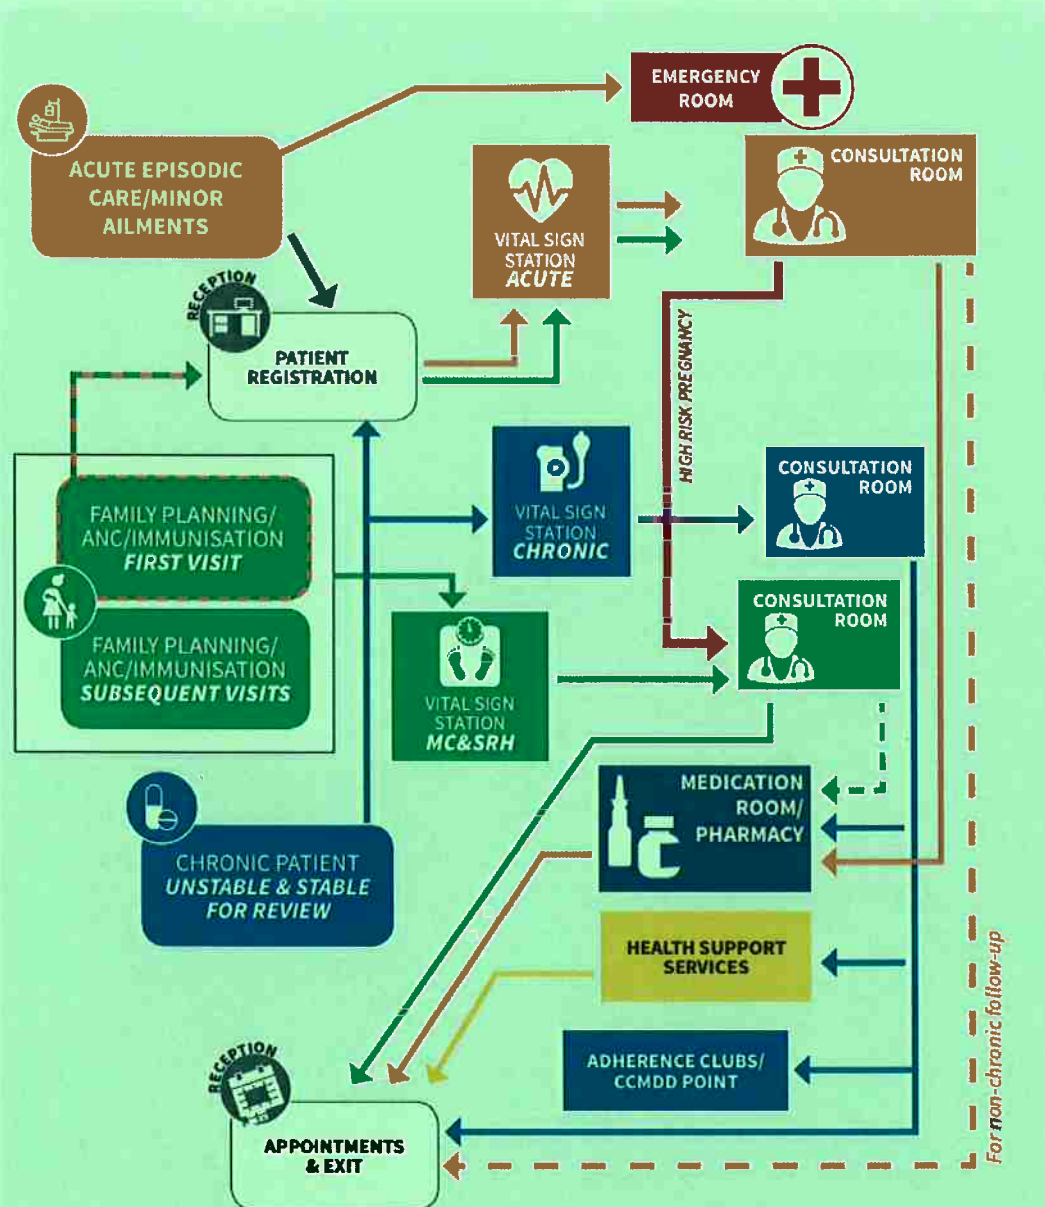 EMERGENCY
ROOM
ACUTE EPISODIC
CARE/MINOR
AILMENTS
CONSULTATION
ROOM
VITAL SIGN
STATION
ACUTE
RECEPTION
PATIENT
REGISTRATION
HIGH RISK PREGNANCY
FAMILY PLANNING/
ANC/IMMUNISATION
FIRST VISIT
VITAL SIGN
STATION
CHRONIC
CONSULTATION
ROOM
FAMILY PLANNING/
ANC/IMMUNISATION
SUBSEQUENT VISITS
VITAL SIGN
STATION
MC&SRH
CONSULTATION
ROOM
MEDICATION
ROOM/
PHARMACY
CHRONIC PATIENT
UNSTABLE & STABLE
FOR REVIEW
HEALTH SUPPORT
SERVICES
ADHERENCE CLUBS/
CCMDD POINT
For non-chronic follow-up
RECEPTION
APPOINTMENTS
& EXIT